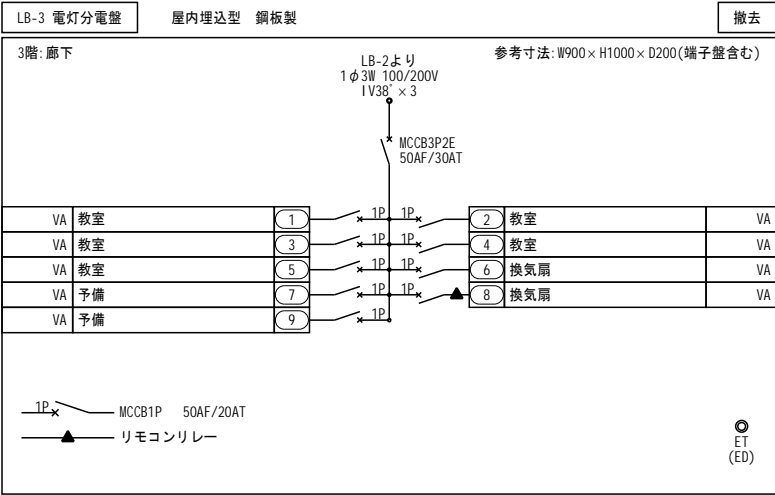 LB-3 電灯分電盤 屋内埋込型 鋼板製 撤去
3階:廊下 参考寸法:W900×H1000×D200(端子盤含む)
LB-2より
1φ3W 100/200V
IV38゜×3
MCCB3P2E
50AF/30AT
VA 教室 1 1P 1P 2 教室 VA
VA 教室 3 1P 1P 4 教室 VA
VA 教室 5 1P 1P 6 換気扇 VA
VA 予備 7 1P 1P 8 換気扇 VA
VA 予備 9 1P
1P MCCB1P 50AF/20AT
リモコンリレー
ET
(ED)